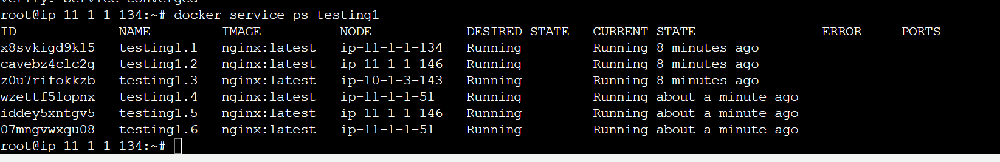 verify: Service converged
root@ip-11-1-1-134:~# docker service ps testing1
ID NAME IMAGE NODE DESIRED STATE CURRENT STATE ERROR PORTS
x8svkigd9kl5 testing1.1 nginx:latest ip-11-1-1-134 Running Running 8 minutes ago
cavebz4clc2g testing1.2 nginx:latest ip-11-1-1-146 Running Running 8 minutes ago
z0u7rifokkzb testing1.3 nginx:latest ip-10-1-3-143 Running Running 8 minutes ago
wzettf51opnx testing1.4 nginx:latest ip-11-1-1-51 Running Running about a minute ago
iddey5xntgv5 testing1.5 nginx:latest ip-11-1-1-146 Running Running about a minute ago
07mngvwxqu08 testing1.6 nginx:latest ip-11-1-1-51 Running Running about a minute ago
root@ip-11-1-1-134:~#